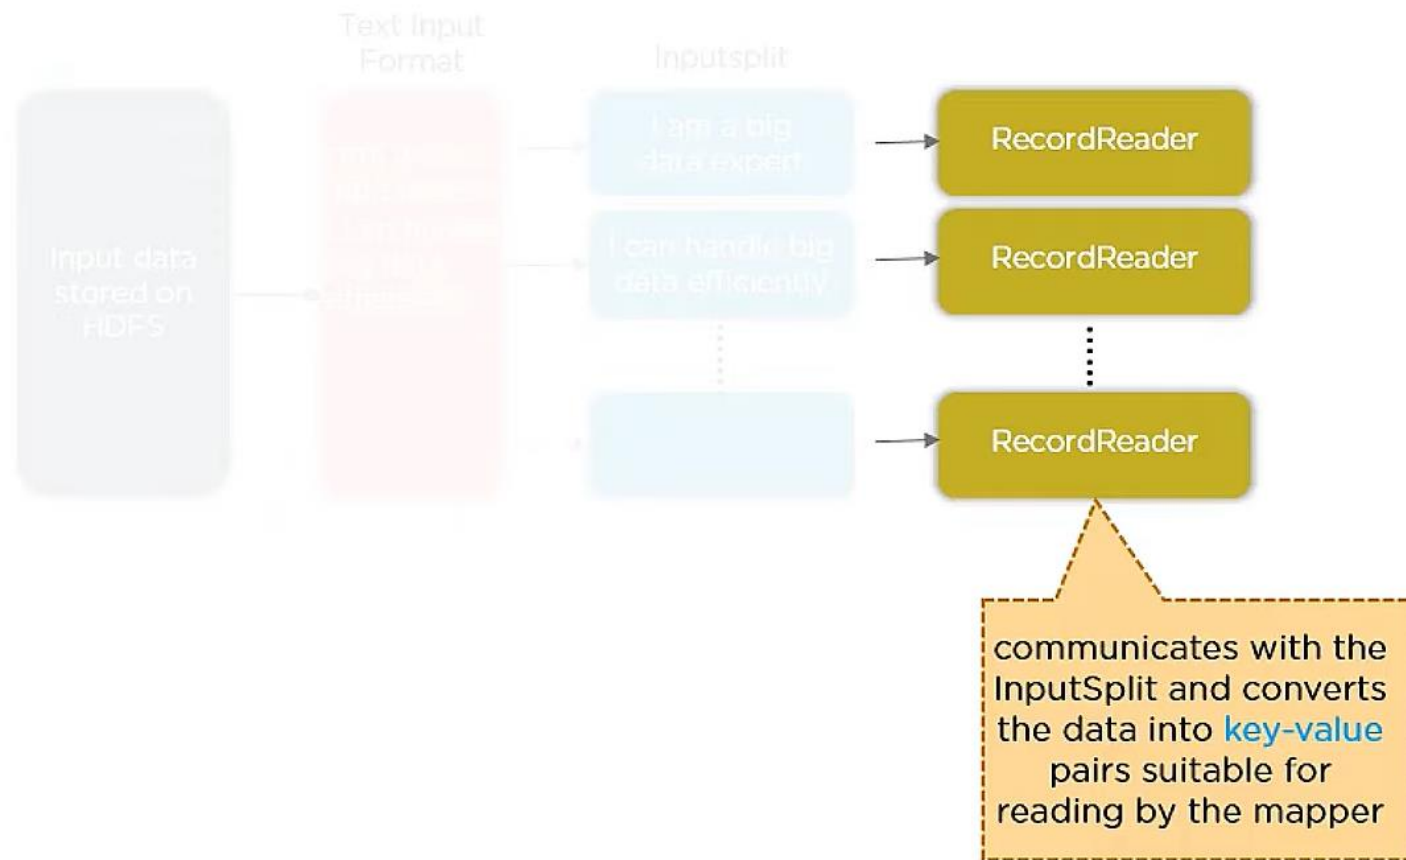 Text Input
Format
Inputsplit
Input data
stored on
HDFS
I am a big
data expert
I can handle big
data efficiently
RecordReader
RecordReader
RecordReader
communicates with the
InputSplit and converts
the data into key-value
pairs suitable for
reading by the mapper